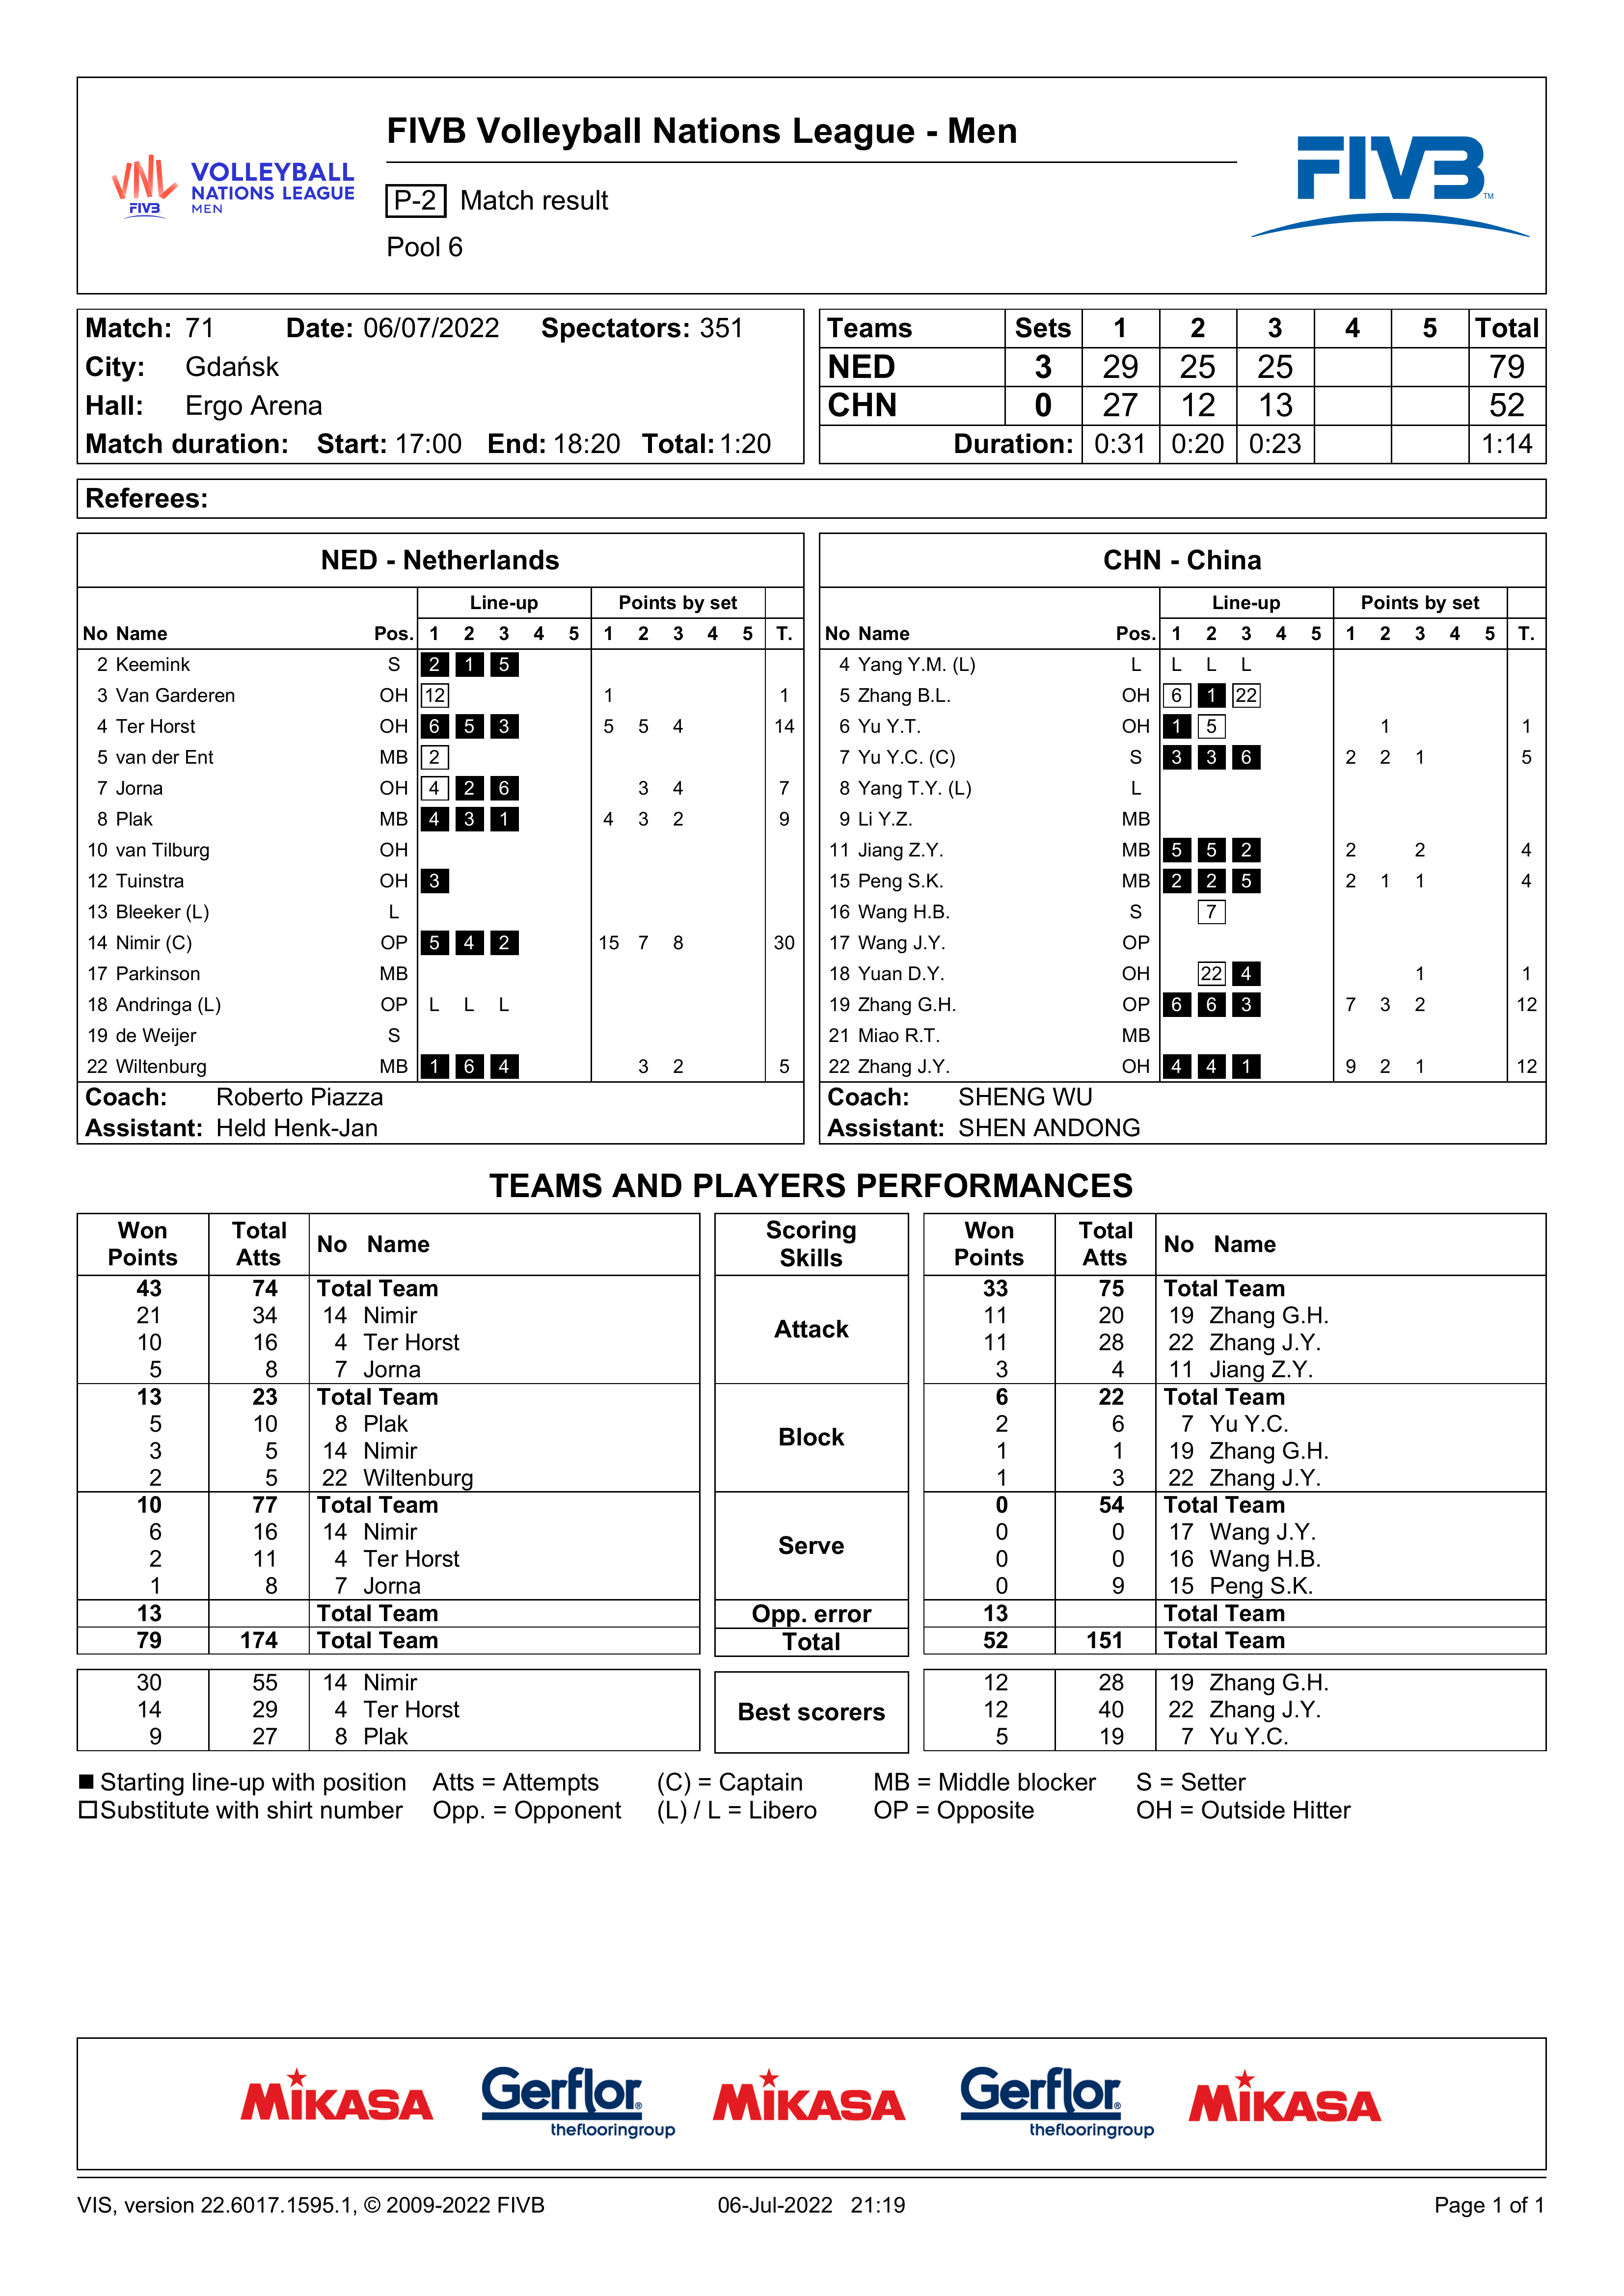 FIVB Volleyball Nations League - Men
VNL FIVB VOLLEYBALL NATIONS LEAGUE MEN
P-2 Match result
Pool 6
FIVB TM
Match: 71 Date: 06/07/2022 Spectators: 351
City: Gdańsk
Hall: Ergo Arena
Match duration: Start: 17:00 End: 18:20 Total: 1:20
Teams Sets 1 2 3 4 5 Total
NED 3 29 25 25 79
CHN 0 27 12 13 52
Duration: 0:31 0:20 0:23 1:14
Referees:
NED - Netherlands
Line-up Points by set
No Name Pos. 1 2 3 4 5 1 2 3 4 5 T.
2 Keemink S 2 1 5
3 Van Garderen OH 12 1 1
4 Ter Horst OH 6 5 3 5 5 4 14
5 van der Ent MB 2
7 Jorna OH 4 2 6 3 4 7
8 Plak MB 4 3 1 4 3 2 9
10 van Tilburg OH
12 Tuinstra OH 3
13 Bleeker (L) L
14 Nimir (C) OP 5 4 2 15 7 8 30
17 Parkinson MB
18 Andringa (L) OP L L L
19 de Weijer S
22 Wiltenburg MB 1 6 4 3 2 5
Coach: Roberto Piazza
Assistant: Held Henk-Jan
CHN - China
Line-up Points by set
No Name Pos. 1 2 3 4 5 1 2 3 4 5 T.
4 Yang Y.M. (L) L L L L
5 Zhang B.L. OH 6 1 22
6 Yu Y.T. OH 1 5 1 1
7 Yu Y.C. (C) S 3 3 6 2 2 1 5
8 Yang T.Y. (L) L
9 Li Y.Z. MB
11 Jiang Z.Y. MB 5 5 2 2 2 4
15 Peng S.K. MB 2 2 5 2 1 1 4
16 Wang H.B. S 7
17 Wang J.Y. OP
18 Yuan D.Y. OH 22 4 1 1
19 Zhang G.H. OP 6 6 3 7 3 2 12
21 Miao R.T. MB
22 Zhang J.Y. OH 4 4 1 9 2 1 12
Coach: SHENG WU
Assistant: SHEN ANDONG
TEAMS AND PLAYERS PERFORMANCES
Won Points Total Atts No Name Scoring Skills Won Points Total Atts No Name
43 74 Total Team Attack 33 75 Total Team
21 34 14 Nimir 11 20 19 Zhang G.H.
10 16 4 Ter Horst 11 28 22 Zhang J.Y.
5 8 7 Jorna 3 4 11 Jiang Z.Y.
13 23 Total Team Block 6 22 Total Team
5 10 8 Plak 2 6 7 Yu Y.C.
3 5 14 Nimir 1 1 19 Zhang G.H.
2 5 22 Wiltenburg 1 3 22 Zhang J.Y.
10 77 Total Team Serve 0 54 Total Team
6 16 14 Nimir 0 0 17 Wang J.Y.
2 11 4 Ter Horst 0 0 16 Wang H.B.
1 8 7 Jorna 0 9 15 Peng S.K.
13 Total Team Opp. error 13 Total Team
79 174 Total Team Total 52 151 Total Team
30 55 14 Nimir Best scorers 12 28 19 Zhang G.H.
14 29 4 Ter Horst 12 40 22 Zhang J.Y.
9 27 8 Plak 5 19 7 Yu Y.C.
Starting line-up with position Atts = Attempts (C) = Captain MB = Middle blocker S = Setter
Substitute with shirt number Opp. = Opponent (L) / L = Libero OP = Opposite OH = Outside Hitter
MIKASA Gerflor® theflooringgroup MIKASA Gerflor® theflooringgroup MIKASA
VIS, version 22.6017.1595.1, © 2009-2022 FIVB 06-Jul-2022 21:19 Page 1 of 1